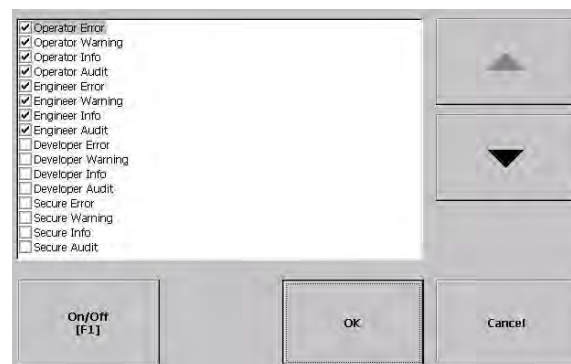 Operator Error
Operator Warning
Operator Info
Operator Audit
Engineer Error
Engineer Warning
Engineer Info
Engineer Audit
Developer Error
Developer Warning
Developer Info
Developer Audit
Secure Error
Secure Warning
Secure Info
Secure Audit
On/Off
[F1]
OK
Cancel